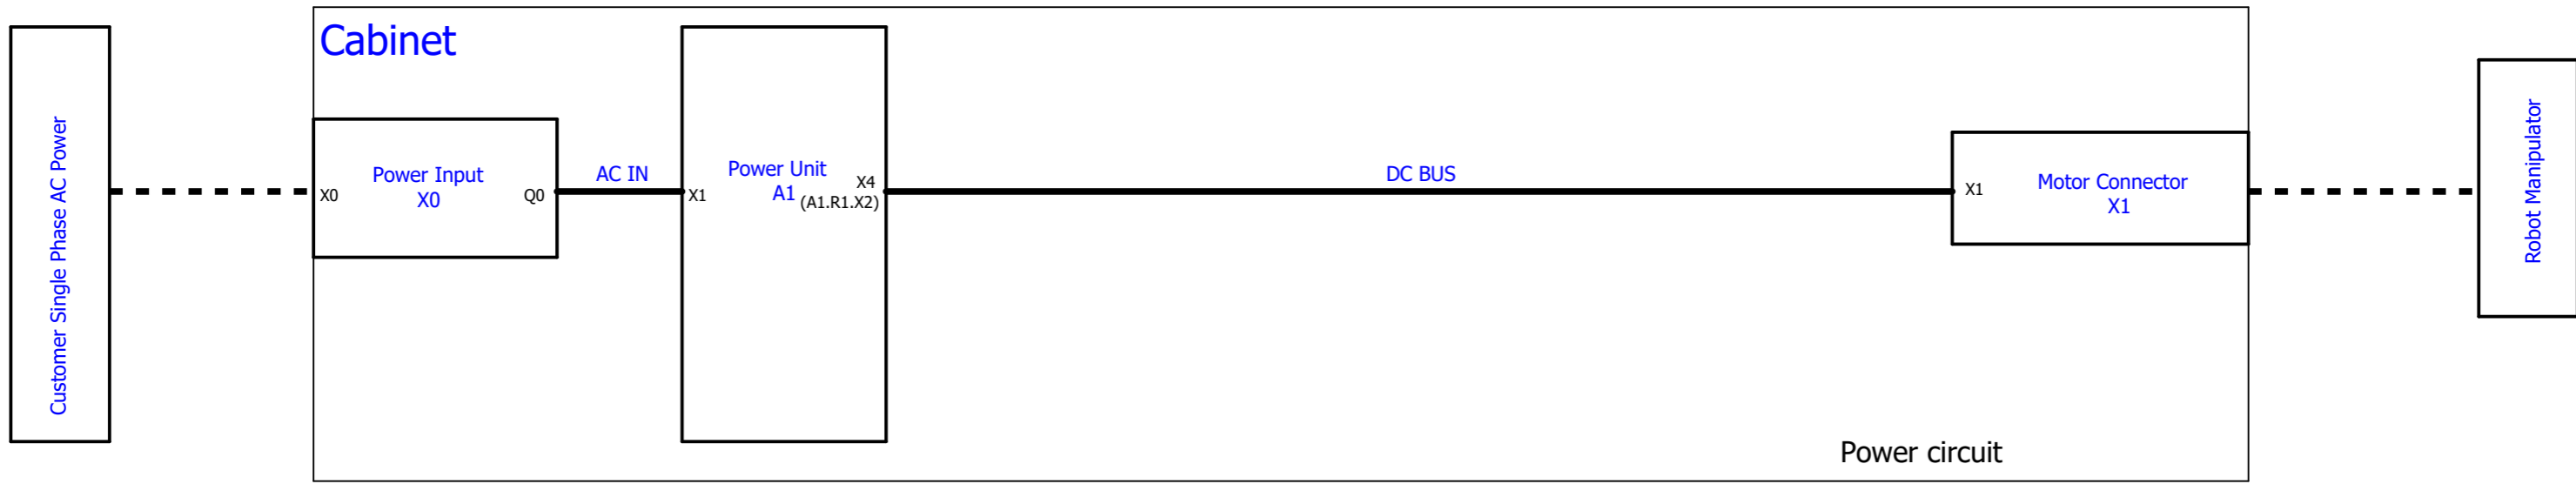 Customer Single Phase AC Power
Cabinet
X0
Power Input
X0
Q0
AC IN
X1
Power Unit
A1
X4
(A1.R1.X2)
DC BUS
X1
Motor Connector
X1
Robot Manipulator
Power circuit